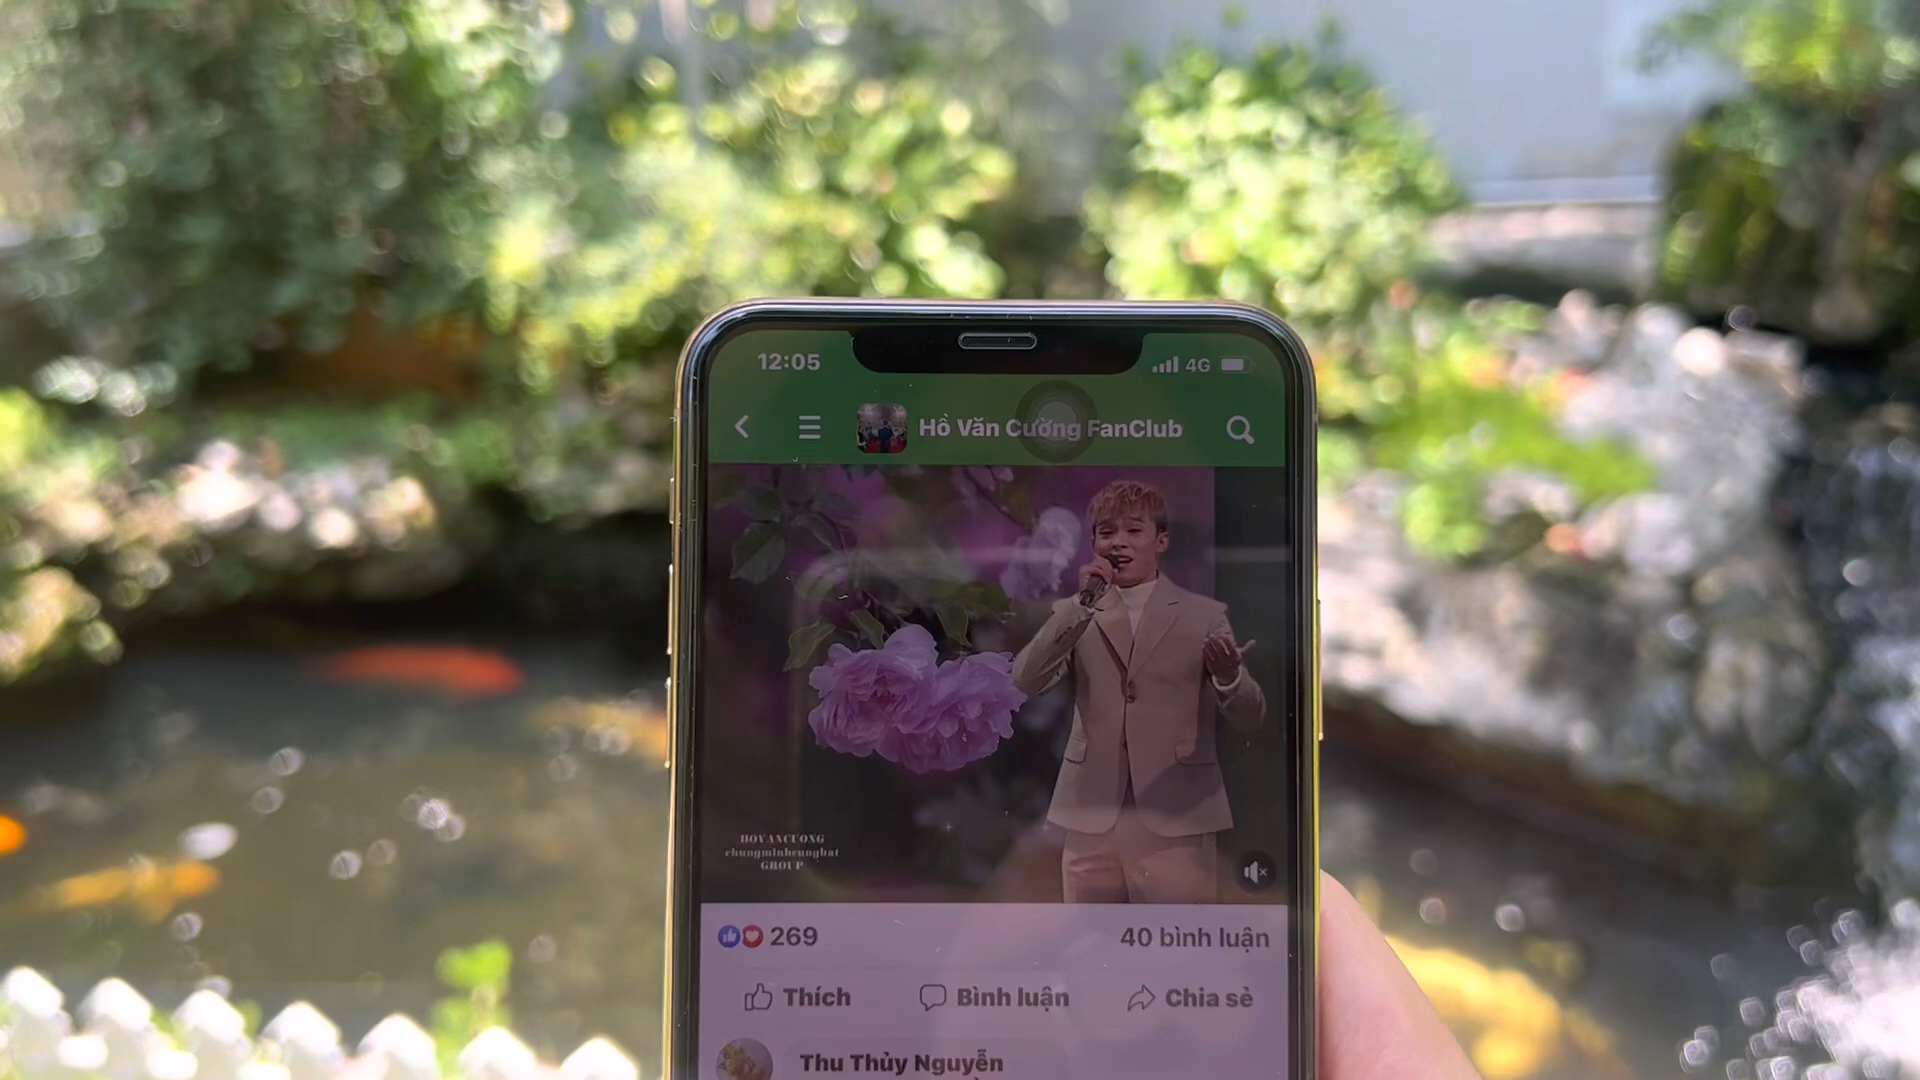 12:05
4G
Hồ Văn Cường FanClub
HOVANCUONG
chungminhcunghat
GROUP
269
40 bình luận
Thích
Bình luận
Chia sẻ
Thu Thủy Nguyễn